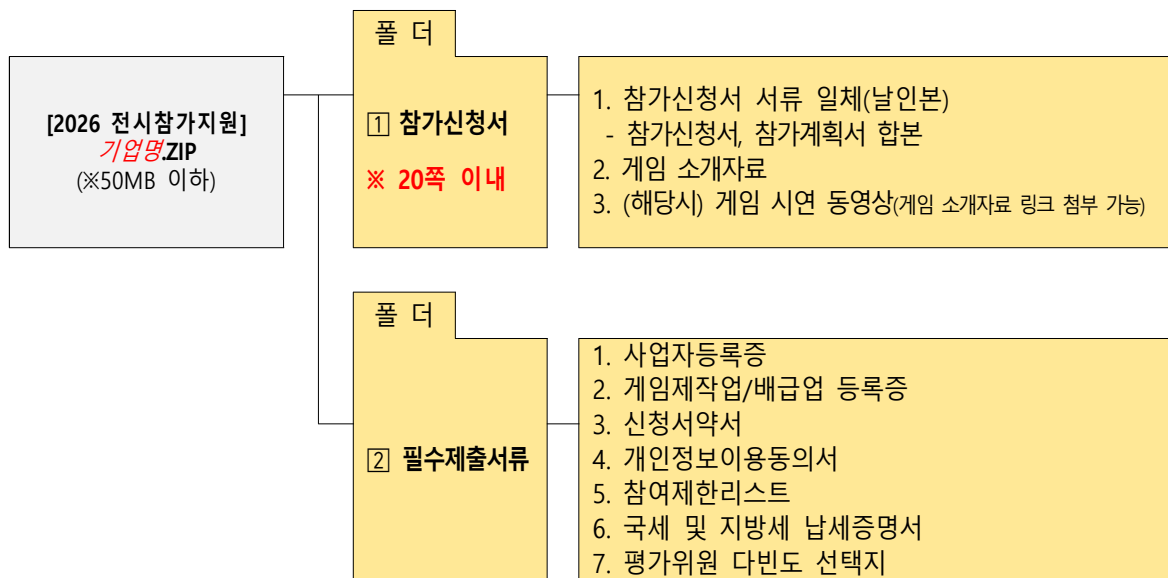 [2026 전시참가지원]
기업명.ZIP
(※50MB 이하)
폴 더
1 참가신청서
※ 20쪽 이내
1. 참가신청서 서류 일체(날인본)
- 참가신청서, 참가계획서 합본
2. 게임 소개자료
3. (해당시) 게임 시연 동영상(게임 소개자료 링크 첨부 가능)
폴 더
2 필수제출서류
1. 사업자등록증
2. 게임제작업/배급업 등록증
3. 신청서약서
4. 개인정보이용동의서
5. 참여제한리스트
6. 국세 및 지방세 납세증명서
7. 평가위원 다빈도 선택지